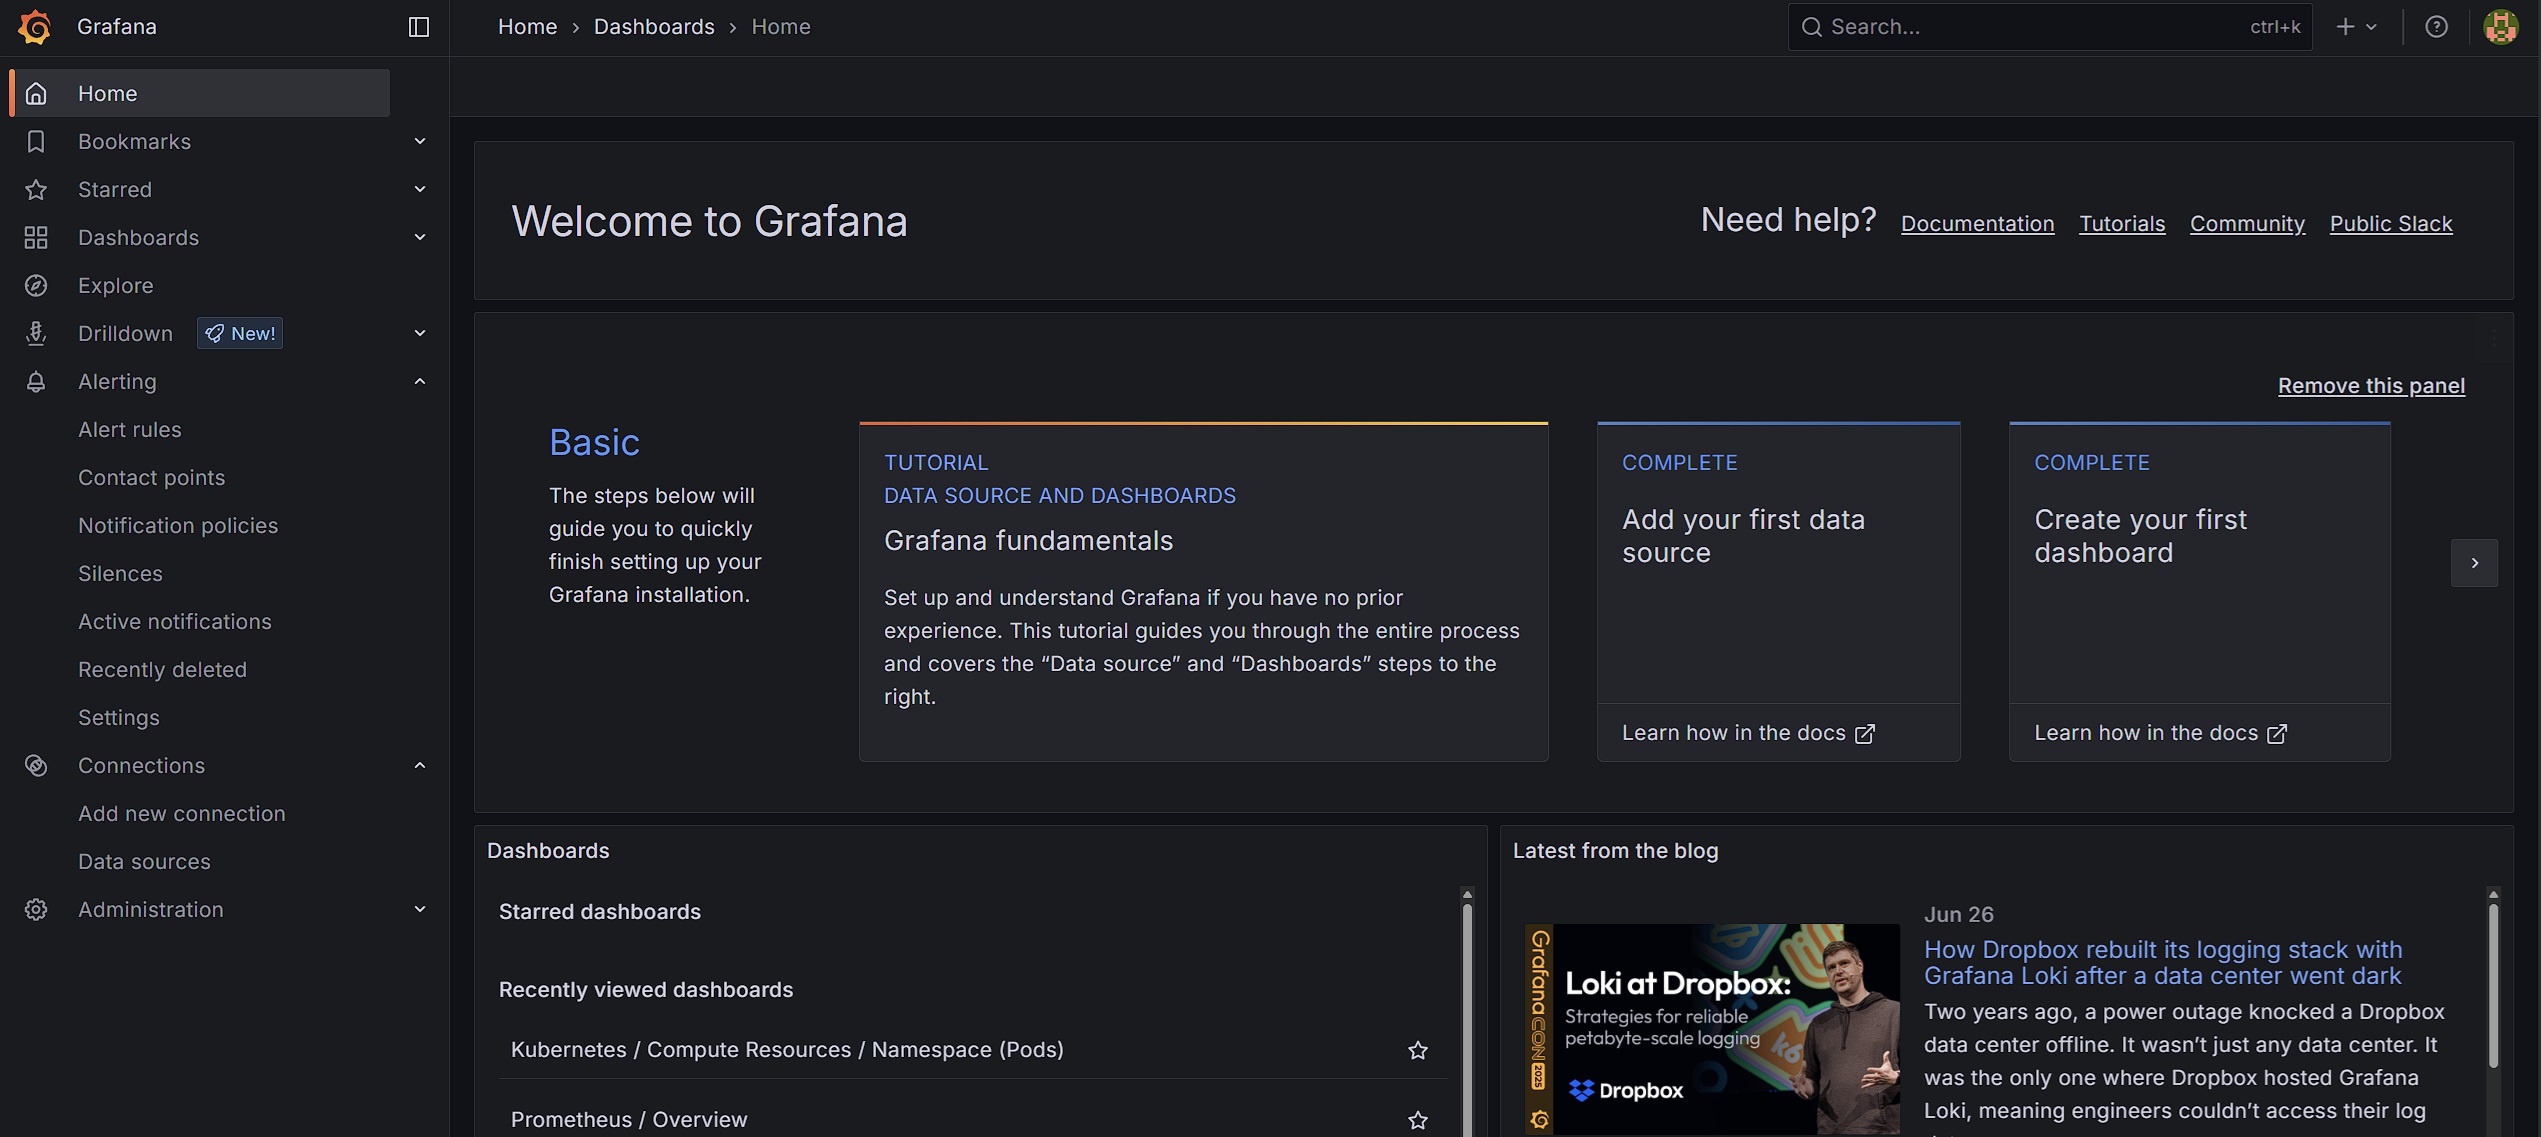 Grafana
Home
Dashboards
Home
Search...
ctrl+k
Home
Bookmarks
Starred
Dashboards
Explore
Drilldown
New!
Alerting
Alert rules
Contact points
Notification policies
Silences
Active notifications
Recently deleted
Settings
Connections
Add new connection
Data sources
Administration
Welcome to Grafana
Need help?
Documentation
Tutorials
Community
Public Slack
Remove this panel
Basic
The steps below will
guide you to quickly
finish setting up your
Grafana installation.
TUTORIAL
DATA SOURCE AND DASHBOARDS
Grafana fundamentals
Set up and understand Grafana if you have no prior
experience. This tutorial guides you through the entire process
and covers the “Data source” and “Dashboards” steps to the
right.
COMPLETE
Add your first data
source
Learn how in the docs
COMPLETE
Create your first
dashboard
Learn how in the docs
Dashboards
Starred dashboards
Recently viewed dashboards
Kubernetes / Compute Resources / Namespace (Pods)
Prometheus / Overview
Latest from the blog
GrafanaCON 2025
Loki at Dropbox:
Strategies for reliable
petabyte-scale logging
k6
Dropbox
Jun 26
How Dropbox rebuilt its logging stack with
Grafana Loki after a data center went dark
Two years ago, a power outage knocked a Dropbox
data center offline. It wasn’t just any data center. It
was the only one where Dropbox hosted Grafana
Loki, meaning engineers couldn’t access their log